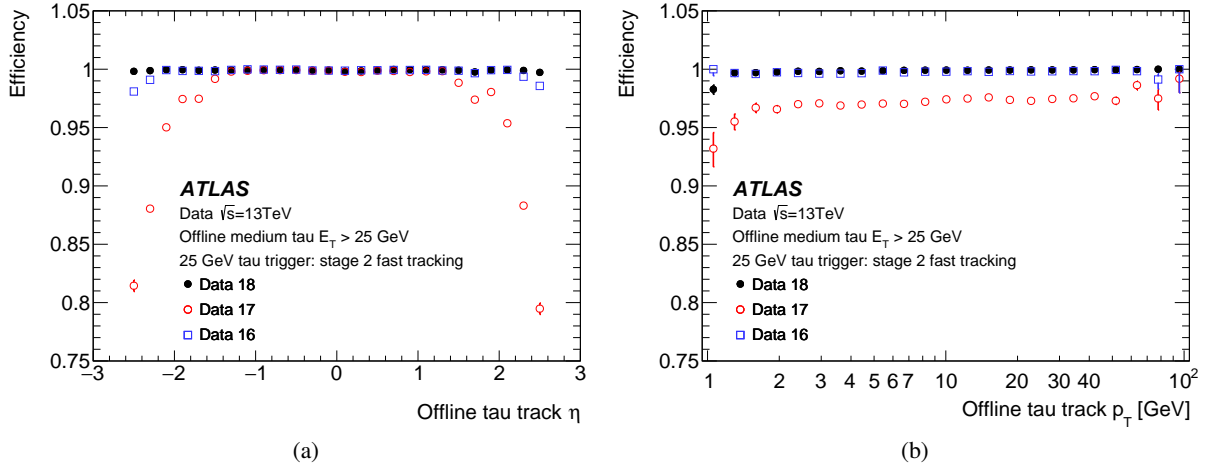 Efficiency
1.05
1
0.95
0.9
0.85
0.8
0.75
ATLAS
Data √s=13TeV
Offline medium tau E_T > 25 GeV
25 GeV tau trigger: stage 2 fast tracking
Data 18
Data 17
Data 16
−3 −2 −1 0 1 2 3
Offline tau track η
(a)
Efficiency
1.05
1
0.95
0.9
0.85
0.8
0.75
ATLAS
Data √s=13TeV
Offline medium tau E_T > 25 GeV
25 GeV tau trigger: stage 2 fast tracking
Data 18
Data 17
Data 16
1 2 3 4 5 6 7 10 20 30 40 10²
Offline tau track p_T [GeV]
(b)